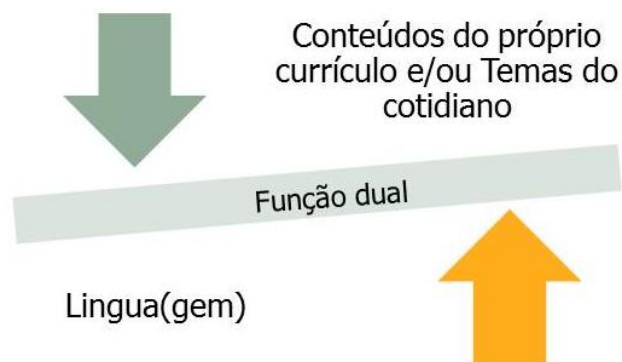 Conteúdos do próprio
currículo e/ou Temas do
cotidiano
Função dual
Lingua(gem)